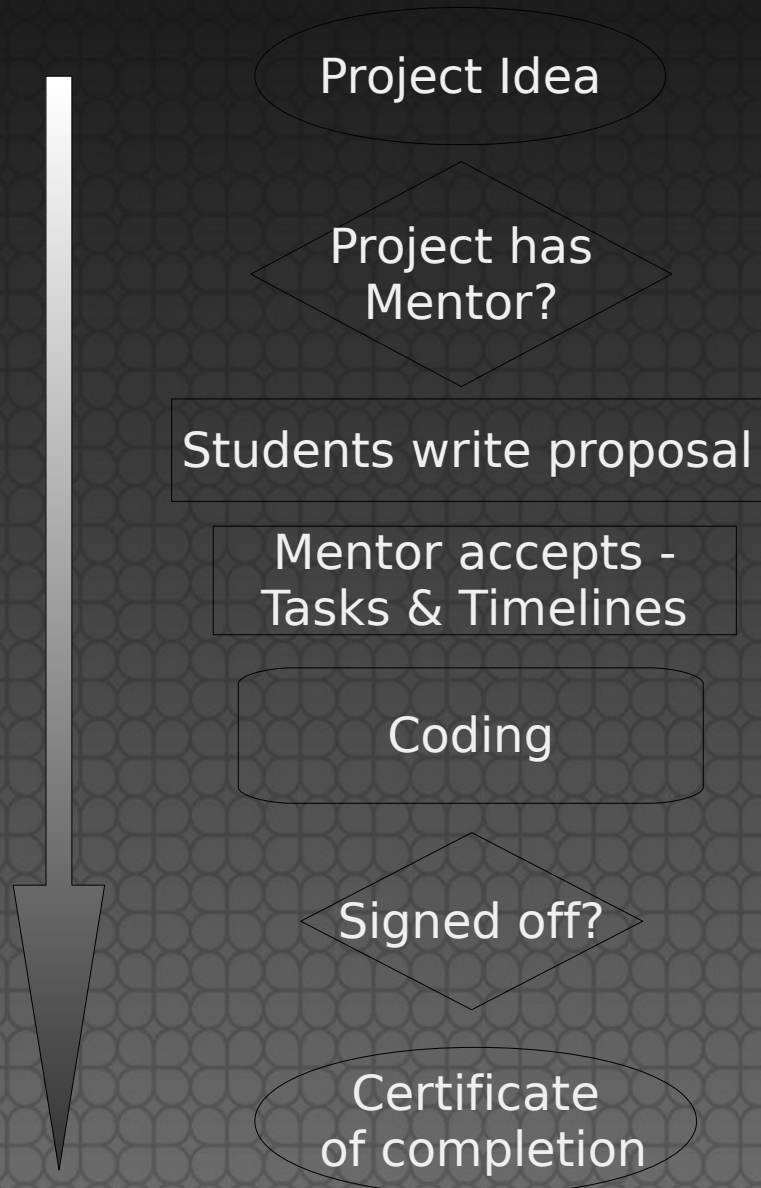 Project Idea
Project has
Mentor?
Students write proposal
Mentor accepts -
Tasks & Timelines
Coding
Signed off?
Certificate
of completion